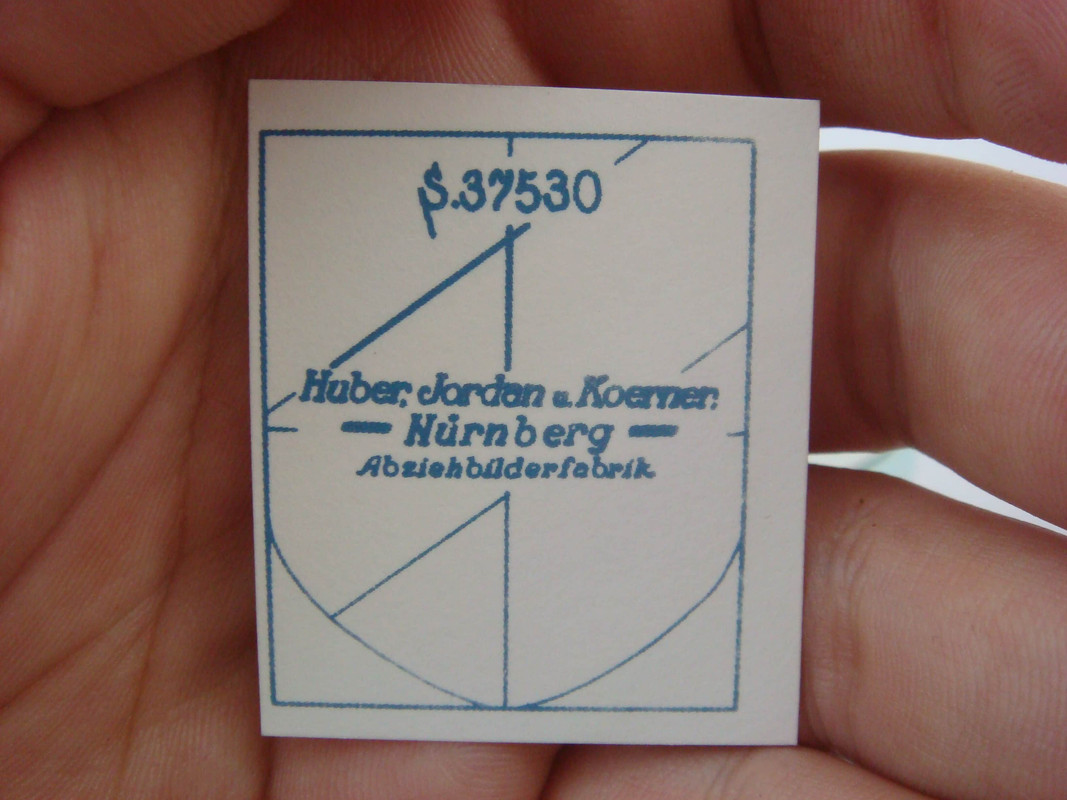 S.37530
Huber, Jordan u. Koerner.
Nürnberg
Abziehbilderfabrik